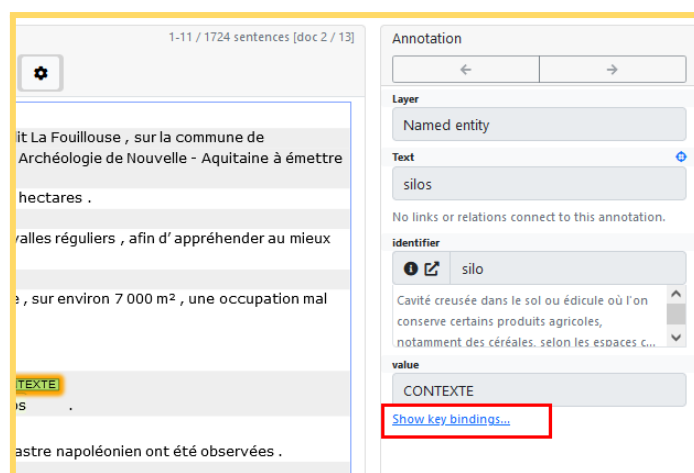 1-11 / 1724 sentences [doc 2 / 13]
it La Fouillouse , sur la commune de
Archéologie de Nouvelle - Aquitaine à émettre
hectares .
valles réguliers , afin d' appréhender au mieux
, sur environ 7 000 m² , une occupation mal
TEXTE
.
astre napoléonien ont été observées .
Annotation
← →
Layer
Named entity
Text
silos
No links or relations connect to this annotation.
identifier
silo
Cavité creusée dans le sol ou édicule où l'on
conserve certains produits agricoles,
notamment des céréales, selon les espaces c...
value
CONTEXTE
Show key bindings...